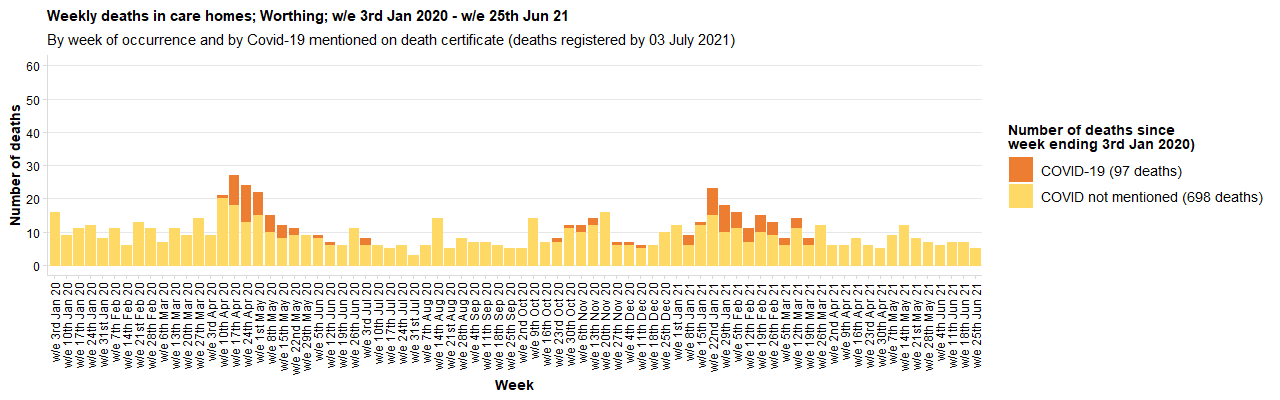 Weekly deaths in care homes; Worthing; w/e 3rd Jan 2020 - w/e 25th Jun 21
By week of occurrence and by Covid-19 mentioned on death certificate (deaths registered by 03 July 2021)
Number of deaths
60
50
40
30
20
10
0
w/e 3rd Jan 20
w/e 10th Jan 20
w/e 17th Jan 20
w/e 24th Jan 20
w/e 31st Jan 20
w/e 7th Feb 20
w/e 14th Feb 20
w/e 21st Feb 20
w/e 28th Feb 20
w/e 6th Mar 20
w/e 13th Mar 20
w/e 20th Mar 20
w/e 27th Mar 20
w/e 3rd Apr 20
w/e 10th Apr 20
w/e 17th Apr 20
w/e 24th Apr 20
w/e 1st May 20
w/e 8th May 20
w/e 15th May 20
w/e 22nd May 20
w/e 29th May 20
w/e 5th Jun 20
w/e 12th Jun 20
w/e 19th Jun 20
w/e 26th Jun 20
w/e 3rd Jul 20
w/e 10th Jul 20
w/e 17th Jul 20
w/e 24th Jul 20
w/e 31st Jul 20
w/e 7th Aug 20
w/e 14th Aug 20
w/e 21st Aug 20
w/e 28th Aug 20
w/e 4th Sep 20
w/e 11th Sep 20
w/e 18th Sep 20
w/e 25th Sep 20
w/e 2nd Oct 20
w/e 9th Oct 20
w/e 16th Oct 20
w/e 23rd Oct 20
w/e 30th Oct 20
w/e 6th Nov 20
w/e 13th Nov 20
w/e 20th Nov 20
w/e 27th Nov 20
w/e 4th Dec 20
w/e 11th Dec 20
w/e 18th Dec 20
w/e 25th Dec 20
w/e 1st Jan 21
w/e 8th Jan 21
w/e 15th Jan 21
w/e 22nd Jan 21
w/e 29th Jan 21
w/e 5th Feb 21
w/e 12th Feb 21
w/e 19th Feb 21
w/e 26th Feb 21
w/e 5th Mar 21
w/e 12th Mar 21
w/e 19th Mar 21
w/e 26th Mar 21
w/e 2nd Apr 21
w/e 9th Apr 21
w/e 16th Apr 21
w/e 23rd Apr 21
w/e 30th Apr 21
w/e 7th May 21
w/e 14th May 21
w/e 21st May 21
w/e 28th May 21
w/e 4th Jun 21
w/e 11th Jun 21
w/e 18th Jun 21
w/e 25th Jun 21
Week
Number of deaths since
week ending 3rd Jan 2020)
COVID-19 (97 deaths)
COVID not mentioned (698 deaths)